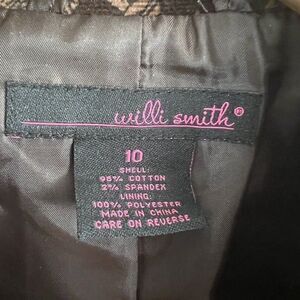 willi smith®
10
SHELL:
98% COTTON
2% SPANDEX
LINING:
100% POLYESTER
MADE IN CHINA
CARE ON REVERSE